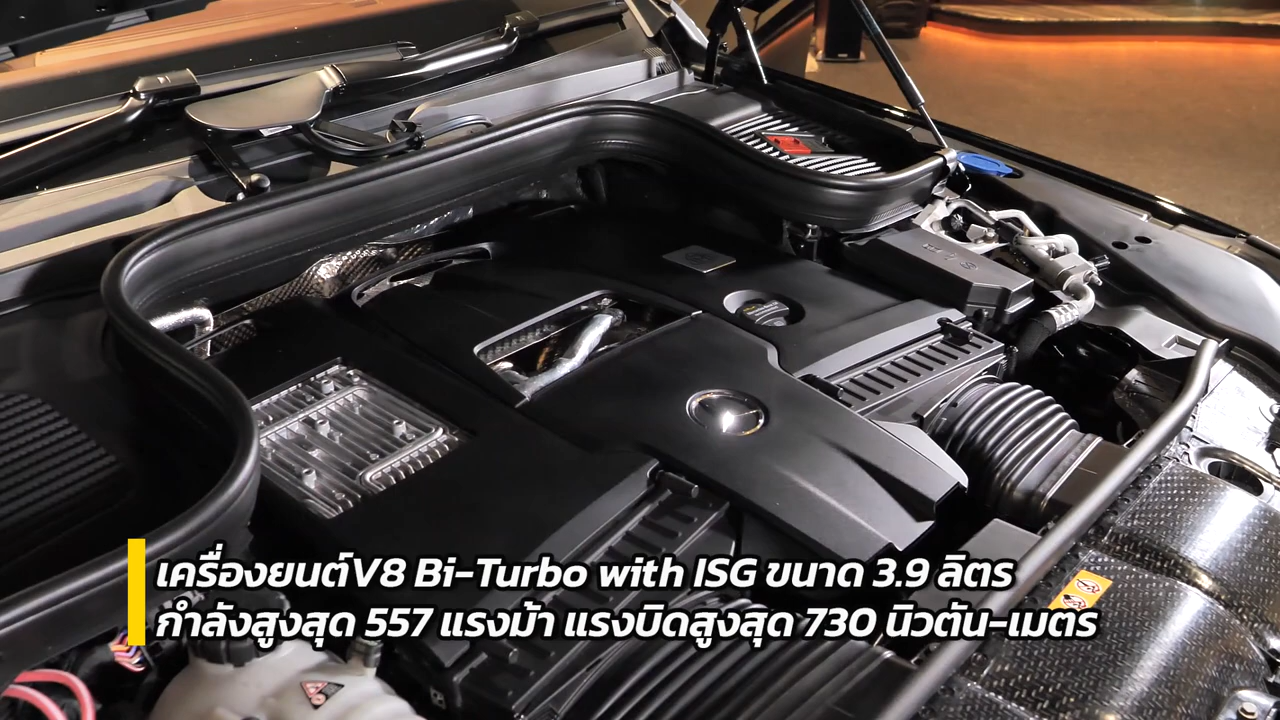 เครื่องยนต์V8 Bi-Turbo with ISG ขนาด 3.9 ลิตร
กำลังสูงสุด 557 แรงม้า แรงบิดสูงสุด 730 นิวตัน-เมตร